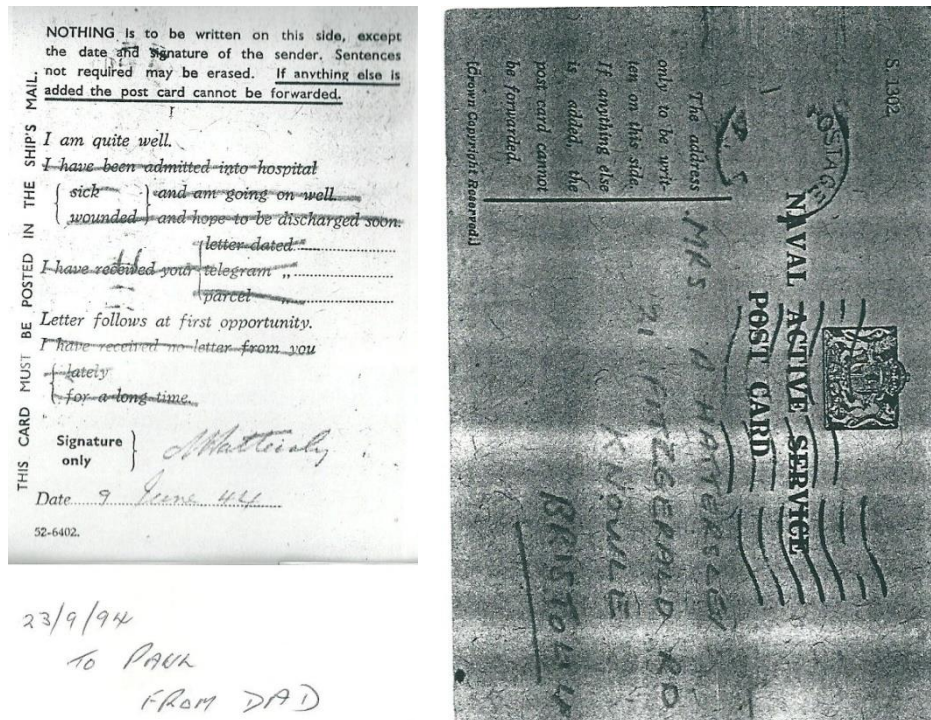 NOTHING is to be written on this side, except
the date and signature of the sender. Sentences
not required may be erased. If anything else is
added the post card cannot be forwarded.
THIS CARD MUST BE POSTED IN THE SHIP'S MAIL.
I am quite well.
I have been admitted into hospital
{ sick } and am going on well.
{ wounded } and hope to be discharged soon.
{ letter dated
I have received your { telegram „
{ parcel „
Letter follows at first opportunity.
I have received no letter from you
{ lately
{ for a long time.
Signature
only }
Date 9 June 44
52-6402.
23/9/94
TO PAUL
FROM DAD
S. 1302
POSTAGE
NAVAL ACTIVE SERVICE
POST CARD
The address
only to be writ-
ten on this side.
If anything else
is added, the
post card cannot
be forwarded.
(Crown Copyright Reserved.)
MRS A HATTERSLEY
21 FITZGERALD RD
KNOWLE
BRISTOL 4